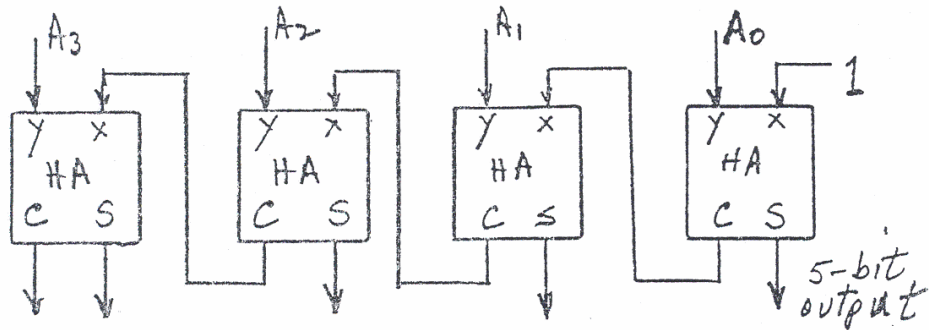 A3 A2 A1 A0
1
y x y x y x y x
HA HA HA HA
C S C S C S C S
5-bit
output